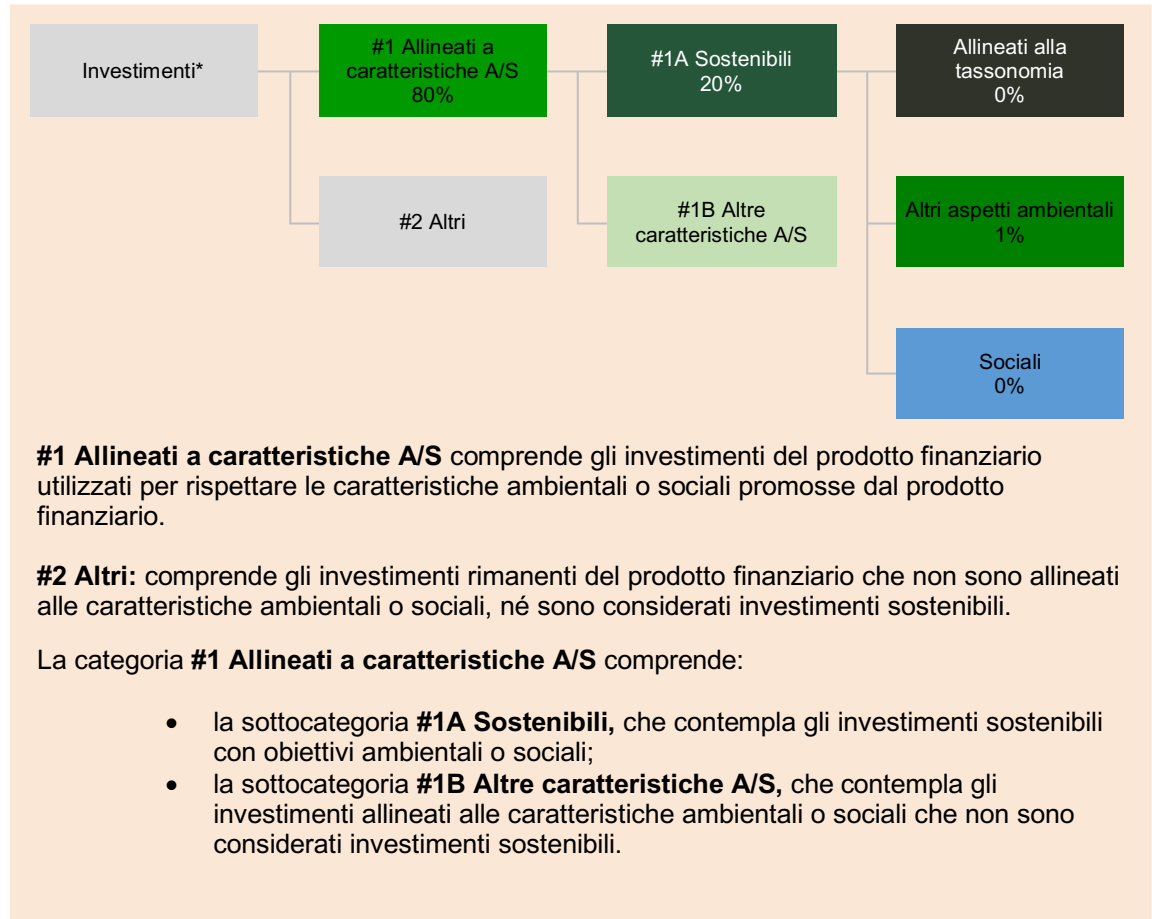 Investimenti*
#1 Allineati a
caratteristiche A/S
80%
#1A Sostenibili
20%
Allineati alla
tassonomia
0%
#2 Altri
#1B Altre
caratteristiche A/S
Altri aspetti ambientali
1%
Sociali
0%
#1 Allineati a caratteristiche A/S comprende gli investimenti del prodotto finanziario
utilizzati per rispettare le caratteristiche ambientali o sociali promosse dal prodotto
finanziario.
#2 Altri: comprende gli investimenti rimanenti del prodotto finanziario che non sono allineati
alle caratteristiche ambientali o sociali, né sono considerati investimenti sostenibili.
La categoria #1 Allineati a caratteristiche A/S comprende:
• la sottocategoria #1A Sostenibili, che contempla gli investimenti sostenibili
con obiettivi ambientali o sociali;
• la sottocategoria #1B Altre caratteristiche A/S, che contempla gli
investimenti allineati alle caratteristiche ambientali o sociali che non sono
considerati investimenti sostenibili.